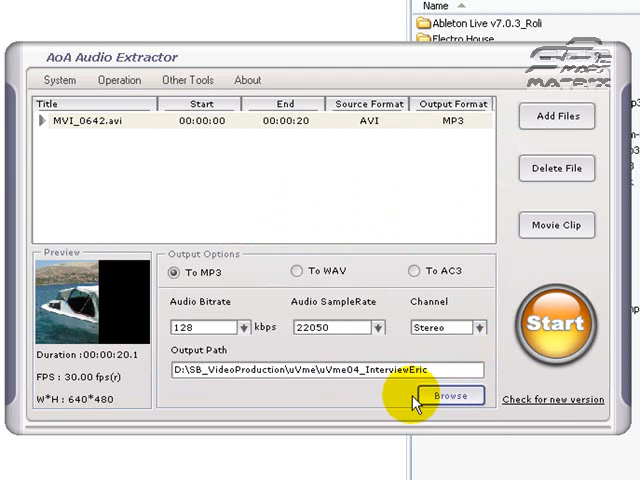 Name
Ableton Live v7.0.3_Roli
Electro House
AoA Audio Extractor
MATRIX
System Operation Other Tools About
Title Start End Source Format Output Format
MVI_0642.avi 00:00:00 00:00:20 AVI MP3
Add Files
Delete File
Movie Clip
Preview
Output Options
To MP3 To WAV To AC3
Audio Bitrate Audio SampleRate Channel
128 kbps 22050 Stereo
Start
Duration :00:00:20.1
Output Path
FPS : 30.00 fps(r)
D:\SB_VideoProduction\uVme\uVme04_InterviewEric
W*H : 640*480
Browse
Check for new version